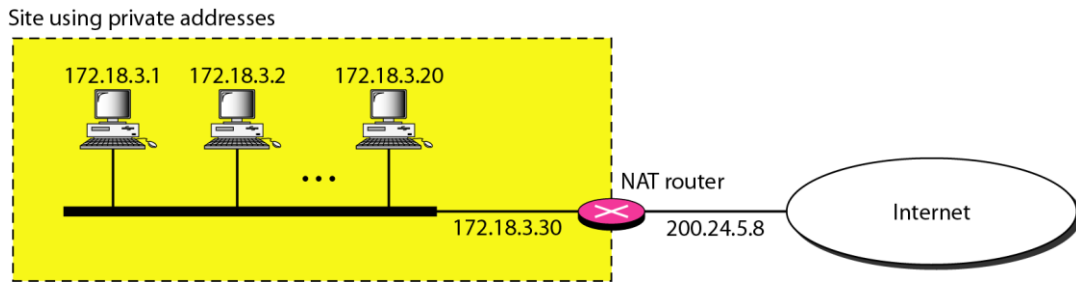 Site using private addresses
172.18.3.1 172.18.3.2 172.18.3.20
...
NAT router
172.18.3.30 200.24.5.8
Internet